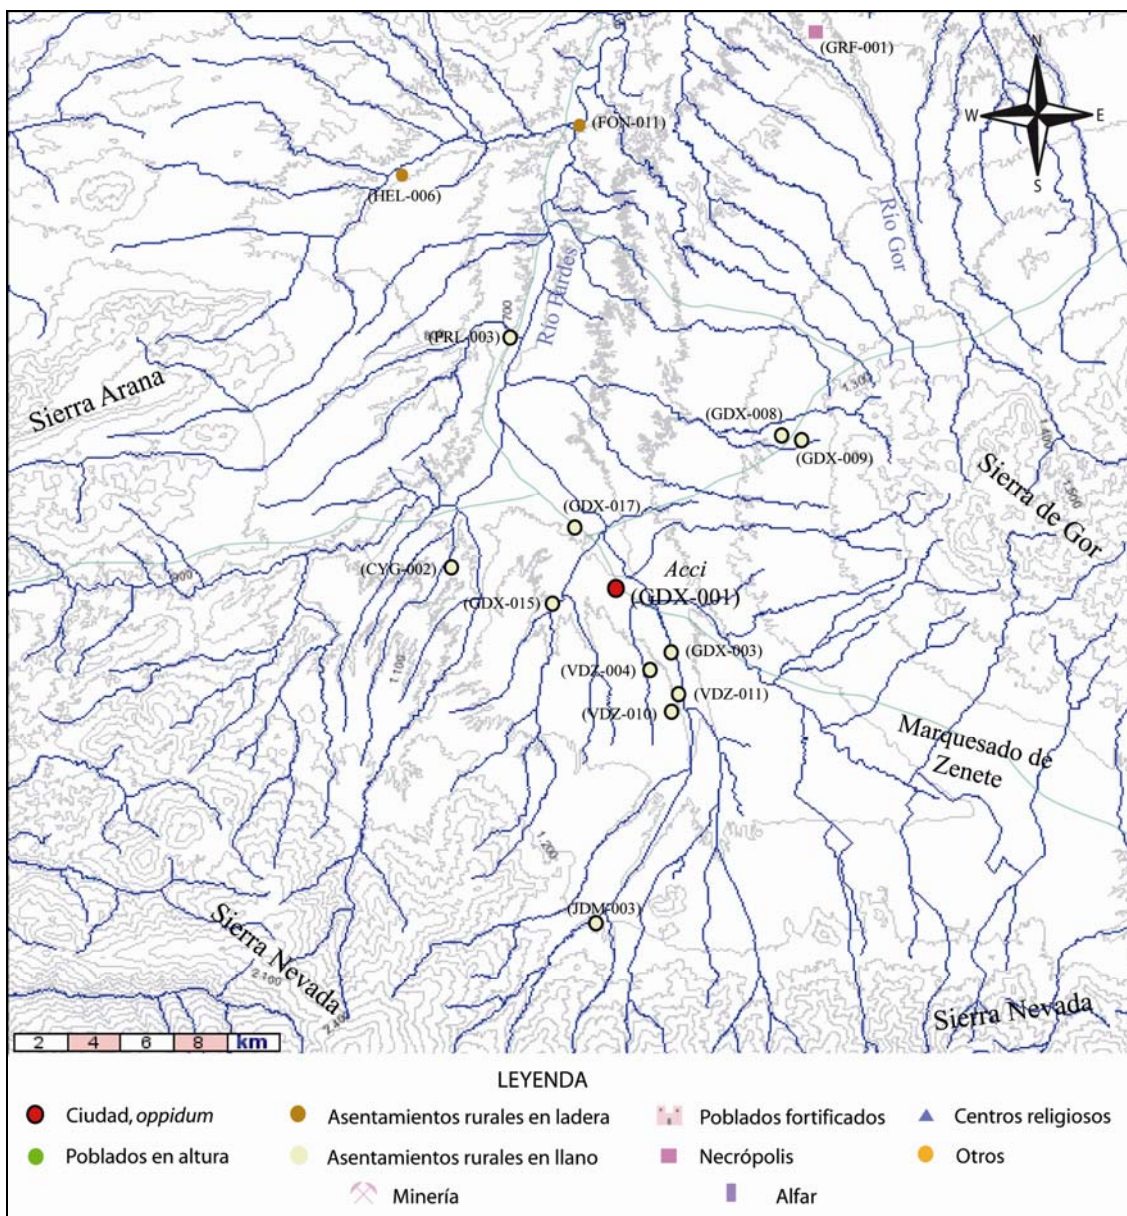 (GRF-001)
N
W
E
S
(FON-011)
(HEL-006)
Río Gor
Río Fardes
700
(PRL-003)
1.300
Sierra Arana
(GDX-008)
(GDX-009)
1.400
1.500
Sierra de Gor
(GDX-017)
900
(CYG-002)
Acci
(GDX-001)
(GDX-015)
1.100
(GDX-003)
(VDZ-004)
(VDZ-011)
(VDZ-010)
Marquesado de
Zenete
1.200
(JDM-003)
Sierra Nevada
2.100
2.400
Sierra Nevada
2 4 6 8 km
LEYENDA
Ciudad, oppidum
Asentamientos rurales en ladera
Poblados fortificados
Centros religiosos
Poblados en altura
Asentamientos rurales en llano
Necrópolis
Otros
Minería
Alfar